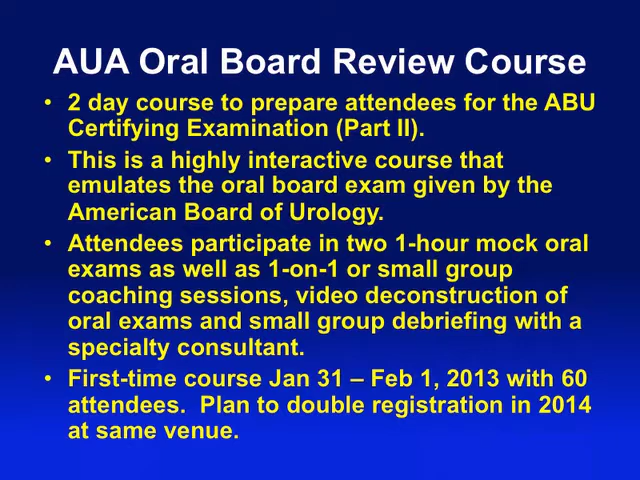 AUA Oral Board Review Course
• 2 day course to prepare attendees for the ABU
Certifying Examination (Part II).
• This is a highly interactive course that
emulates the oral board exam given by the
American Board of Urology.
• Attendees participate in two 1-hour mock oral
exams as well as 1-on-1 or small group
coaching sessions, video deconstruction of
oral exams and small group debriefing with a
specialty consultant.
• First-time course Jan 31 – Feb 1, 2013 with 60
attendees.  Plan to double registration in 2014
at same venue.